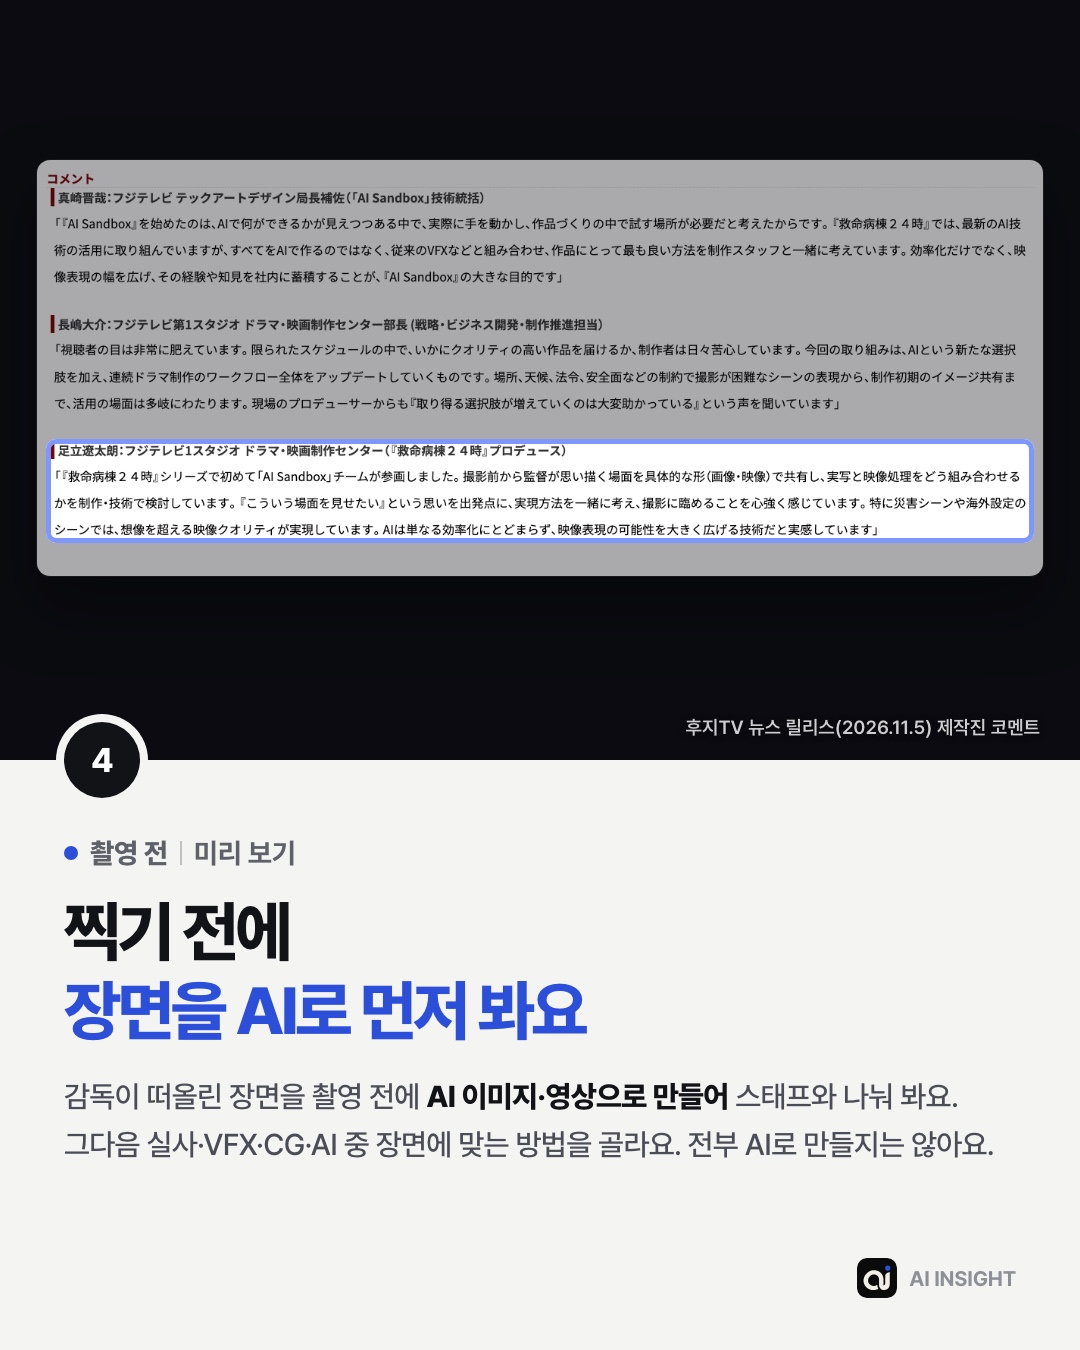 コメント
真崎晋哉：フジテレビ テックアートデザイン局長補佐（「AI Sandbox」技術統括）
「『AI Sandbox』を始めたのは、AIで何ができるかが見えつつある中で、実際に手を動かし、作品づくりの中で試す場所が必要だと考えたからです。『救命病棟２４時』では、最新のAI技
術の活用に取り組んでいますが、すべてをAIで作るのではなく、従来のVFXなどと組み合わせ、作品にとって最も良い方法を制作スタッフと一緒に考えています。効率化だけでなく、映
像表現の幅を広げ、その経験や知見を社内に蓄積することが、『AI Sandbox』の大きな目的です」
長嶋大介：フジテレビ第1スタジオ ドラマ・映画制作センター部長 (戦略・ビジネス開発・制作推進担当）
「視聴者の目は非常に肥えています。限られたスケジュールの中で、いかにクオリティの高い作品を届けるか、制作者は日々苦心しています。今回の取り組みは、AIという新たな選択
肢を加え、連続ドラマ制作のワークフロー全体をアップデートしていくものです。場所、天候、法令、安全面などの制約で撮影が困難なシーンの表現から、制作初期のイメージ共有ま
で、活用の場面は多岐にわたります。現場のプロデューサーからも『取り得る選択肢が増えていくのは大変助かっている』という声を聞いています」
足立遼太朗：フジテレビ1スタジオ ドラマ・映画制作センター（『救命病棟２４時』プロデュース）
「『救命病棟２４時』シリーズで初めて「AI Sandbox」チームが参画しました。撮影前から監督が思い描く場面を具体的な形（画像・映像）で共有し、実写と映像処理をどう組み合わせる
かを制作・技術で検討しています。『こういう場面を見せたい』という思いを出発点に、実現方法を一緒に考え、撮影に臨めることを心強く感じています。特に災害シーンや海外設定の
シーンでは、想像を超える映像クオリティが実現しています。AIは単なる効率化にとどまらず、映像表現の可能性を大きく広げる技術だと実感しています」
후지TV 뉴스 릴리스(2026.11.5) 제작진 코멘트
4
촬영 전 | 미리 보기
찍기 전에
장면을 AI로 먼저 봐요
감독이 떠올린 장면을 촬영 전에 AI 이미지·영상으로 만들어 스태프와 나눠 봐요.
그다음 실사·VFX·CG·AI 중 장면에 맞는 방법을 골라요. 전부 AI로 만들지는 않아요.
ai AI INSIGHT